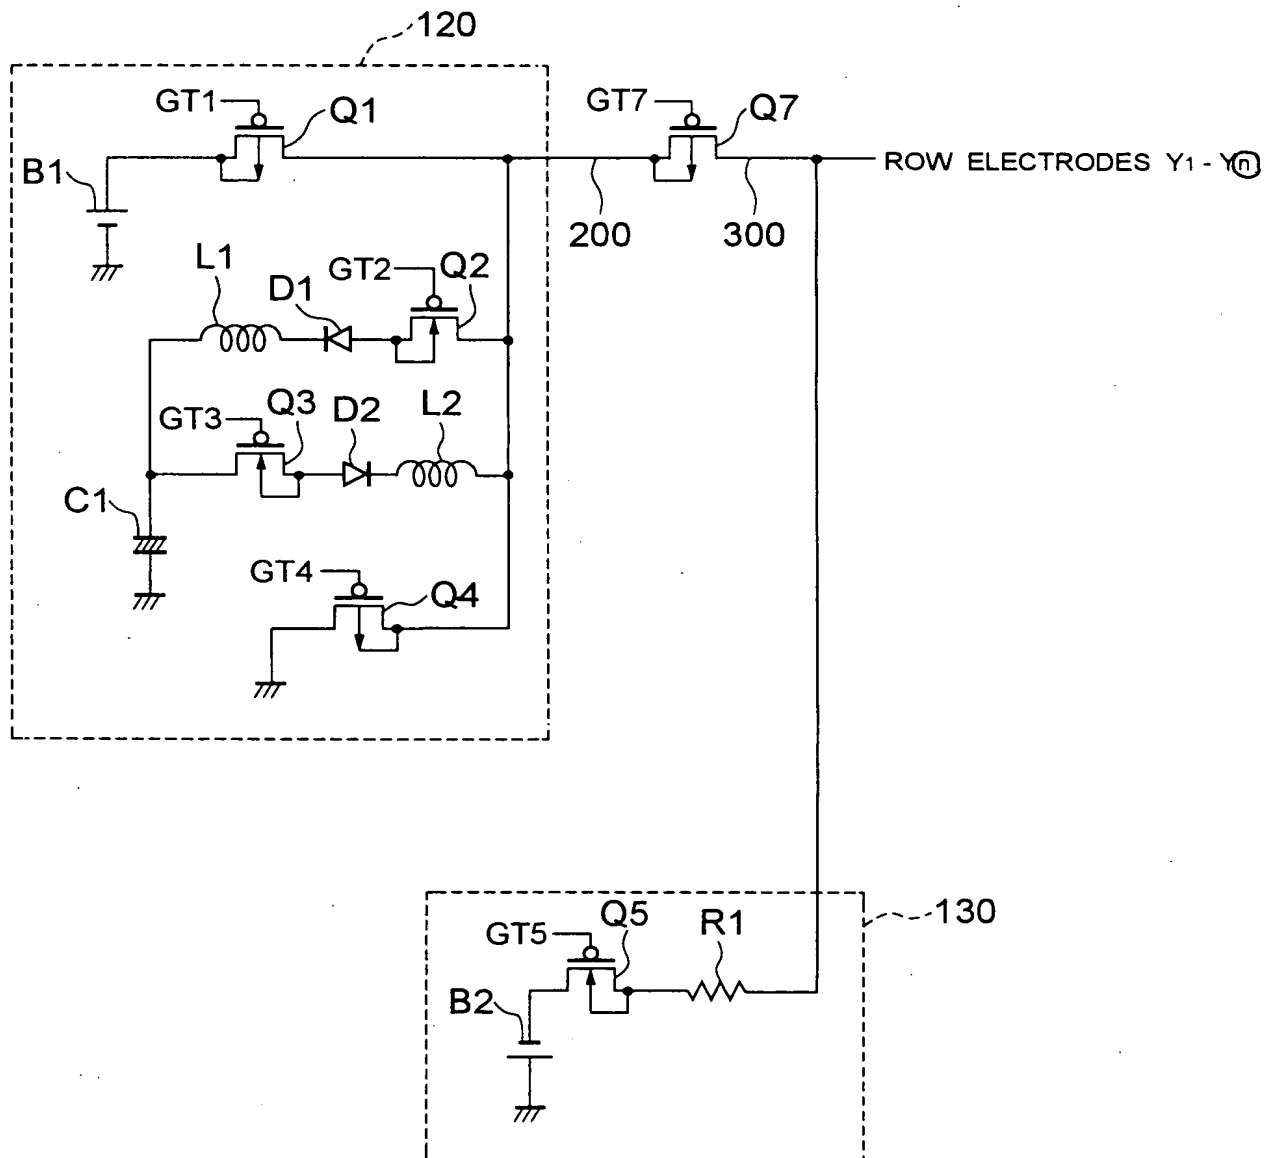 120
GT1
Q1
GT7
Q7
B1
ROW ELECTRODES Y1 - Yn
200
300
L1
D1
GT2
Q2
GT3
Q3
D2
L2
C1
GT4
Q4
130
GT5
Q5
R1
B2